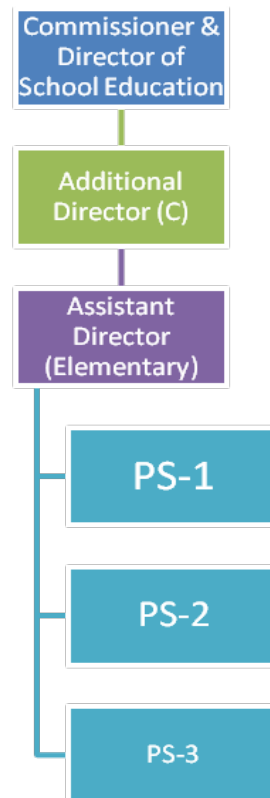 Commissioner &
Director of
School Education
Additional
Director (C)
Assistant
Director
(Elementary)
PS-1
PS-2
PS-3